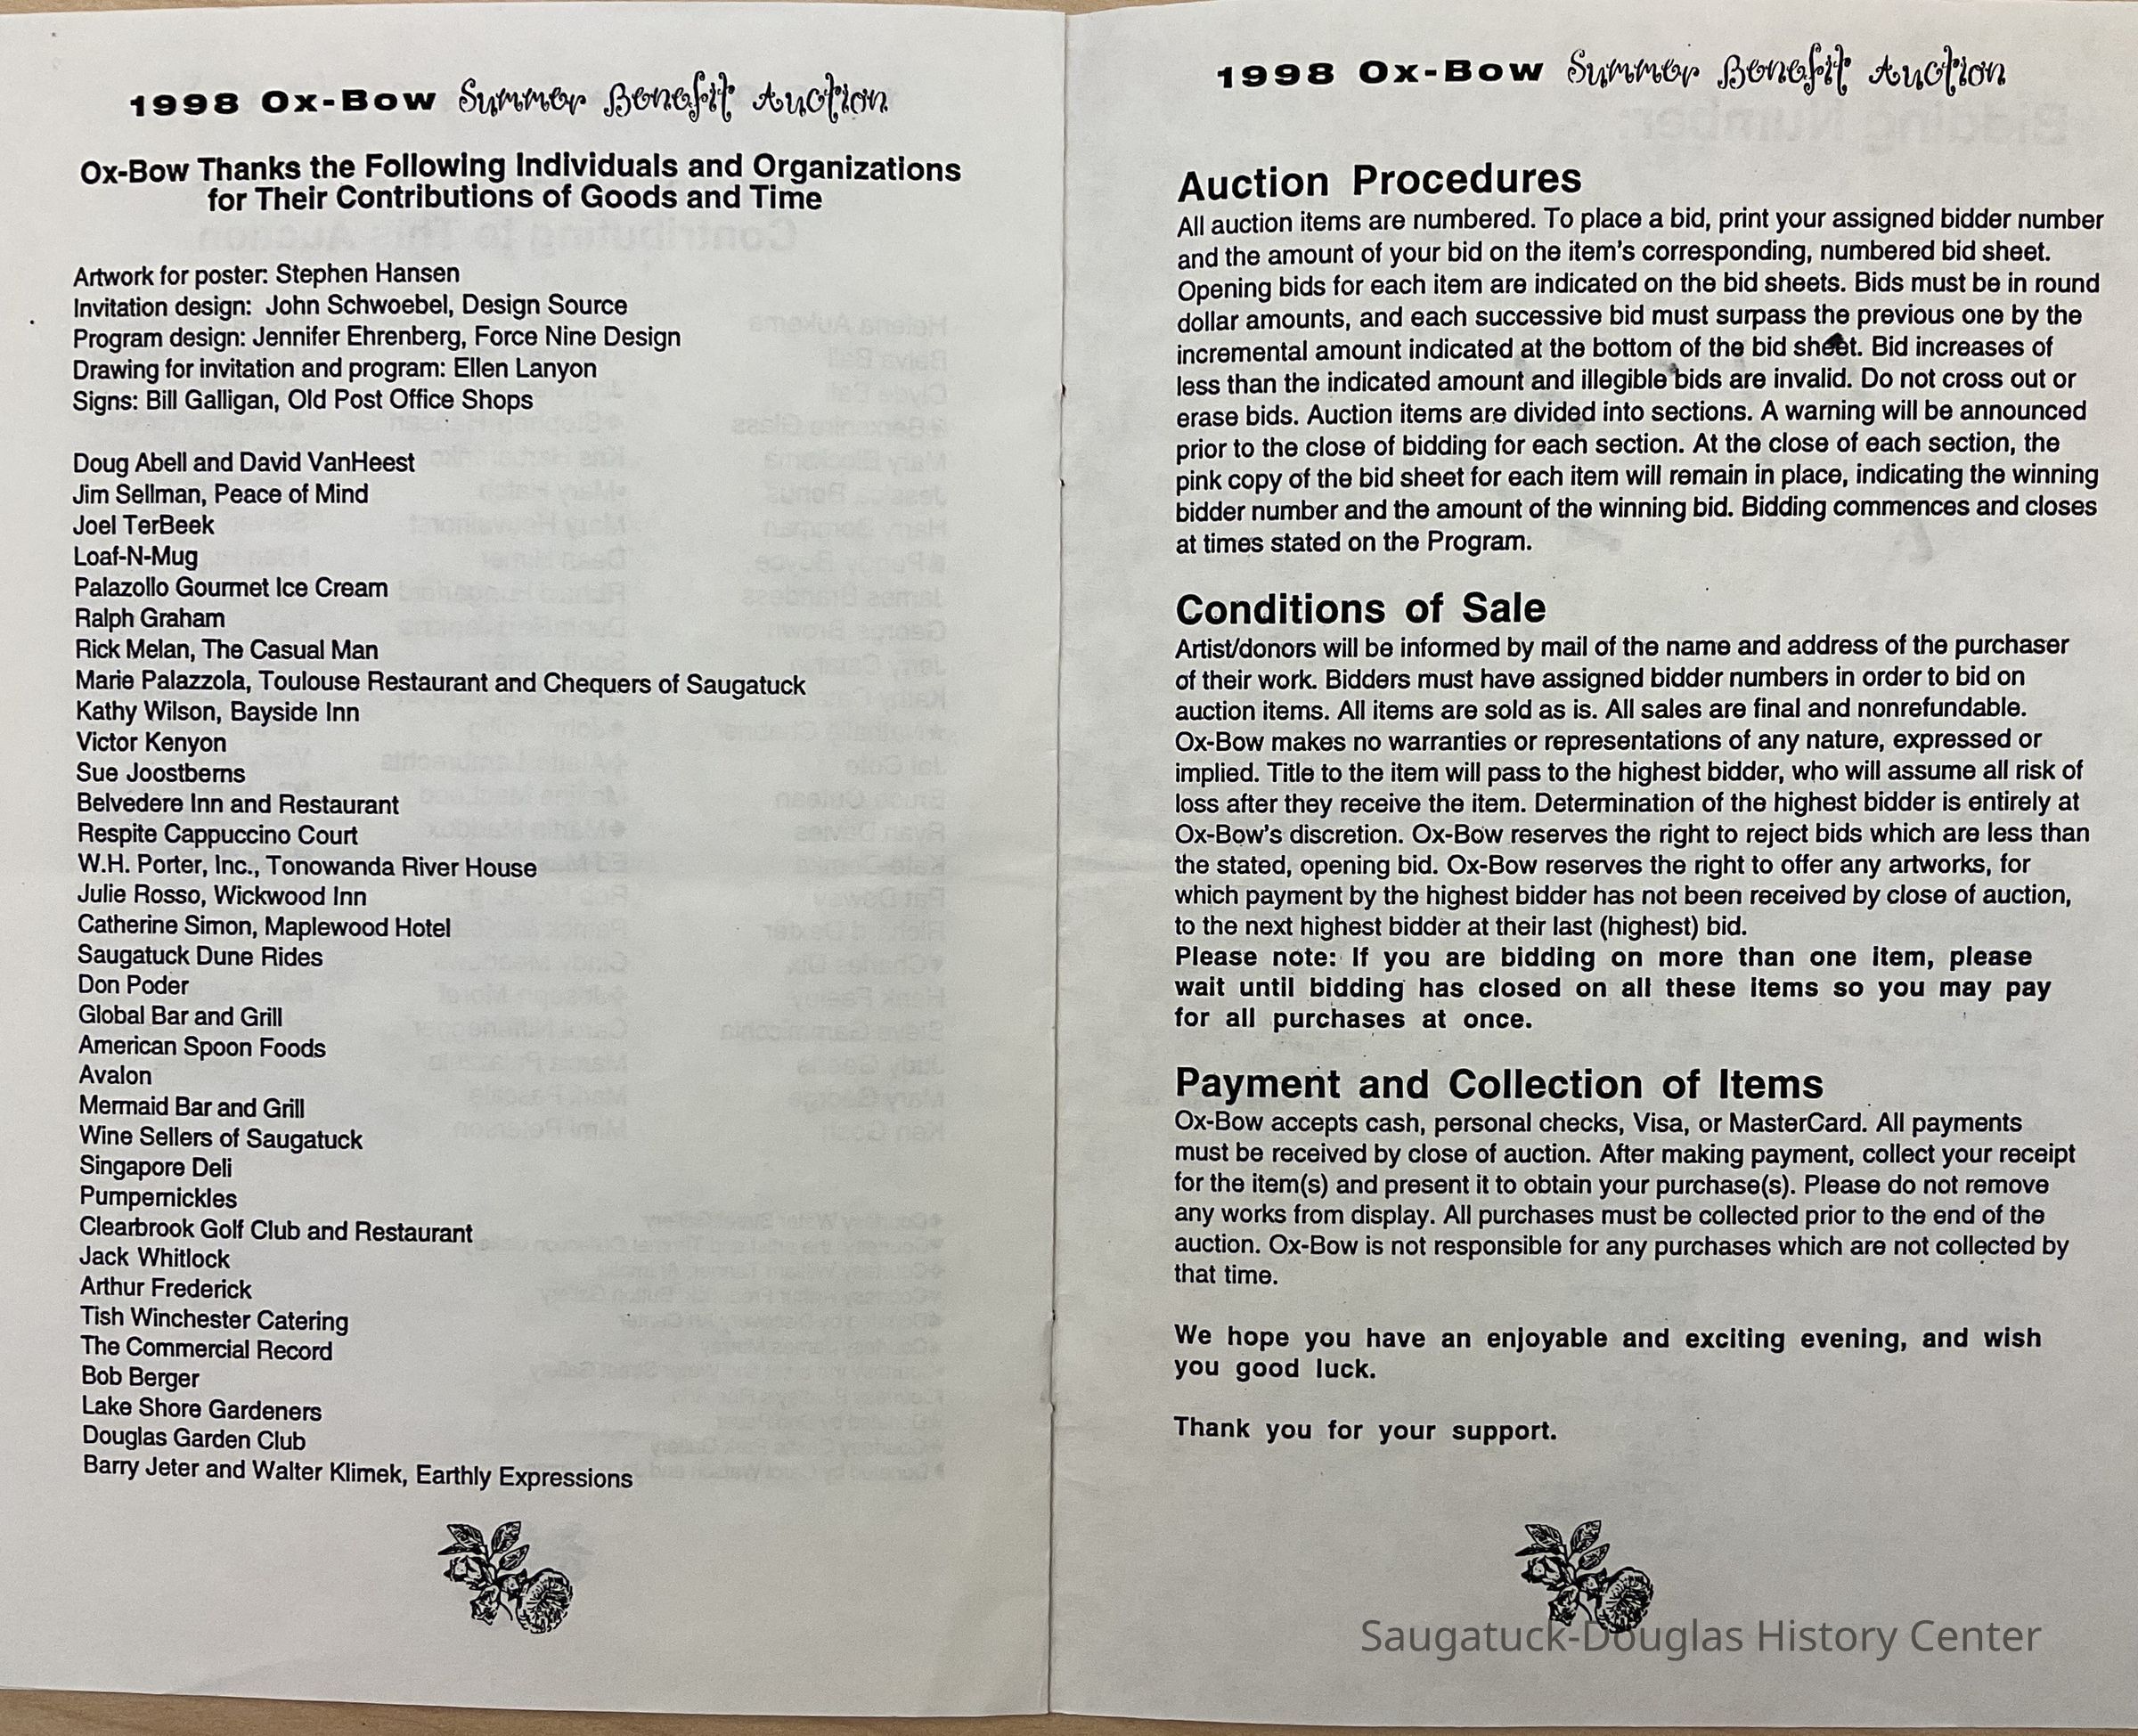 1998 Ox-Bow Summer Benefit Auction
Ox-Bow Thanks the Following Individuals and Organizations
for Their Contributions of Goods and Time
Artwork for poster: Stephen Hansen
Invitation design: John Schwoebel, Design Source
Program design: Jennifer Ehrenberg, Force Nine Design
Drawing for invitation and program: Ellen Lanyon
Signs: Bill Galligan, Old Post Office Shops
Doug Abell and David VanHeest
Jim Sellman, Peace of Mind
Joel TerBeek
Loaf-N-Mug
Palazollo Gourmet Ice Cream
Ralph Graham
Rick Melan, The Casual Man
Marie Palazzola, Toulouse Restaurant and Chequers of Saugatuck
Kathy Wilson, Bayside Inn
Victor Kenyon
Sue Joostberns
Belvedere Inn and Restaurant
Respite Cappuccino Court
W.H. Porter, Inc., Tonowanda River House
Julie Rosso, Wickwood Inn
Catherine Simon, Maplewood Hotel
Saugatuck Dune Rides
Don Poder
Global Bar and Grill
American Spoon Foods
Avalon
Mermaid Bar and Grill
Wine Sellers of Saugatuck
Singapore Deli
Pumpernickles
Clearbrook Golf Club and Restaurant
Jack Whitlock
Arthur Frederick
Tish Winchester Catering
The Commercial Record
Bob Berger
Lake Shore Gardeners
Douglas Garden Club
Barry Jeter and Walter Klimek, Earthly Expressions
1998 Ox-Bow Summer Benefit Auction
Auction Procedures
All auction items are numbered. To place a bid, print your assigned bidder number
and the amount of your bid on the item's corresponding, numbered bid sheet.
Opening bids for each item are indicated on the bid sheets. Bids must be in round
dollar amounts, and each successive bid must surpass the previous one by the
incremental amount indicated at the bottom of the bid sheet. Bid increases of
less than the indicated amount and illegible bids are invalid. Do not cross out or
erase bids. Auction items are divided into sections. A warning will be announced
prior to the close of bidding for each section. At the close of each section, the
pink copy of the bid sheet for each item will remain in place, indicating the winning
bidder number and the amount of the winning bid. Bidding commences and closes
at times stated on the Program.
Conditions of Sale
Artist/donors will be informed by mail of the name and address of the purchaser
of their work. Bidders must have assigned bidder numbers in order to bid on
auction items. All items are sold as is. All sales are final and nonrefundable.
Ox-Bow makes no warranties or representations of any nature, expressed or
implied. Title to the item will pass to the highest bidder, who will assume all risk of
loss after they receive the item. Determination of the highest bidder is entirely at
Ox-Bow's discretion. Ox-Bow reserves the right to reject bids which are less than
the stated, opening bid. Ox-Bow reserves the right to offer any artworks, for
which payment by the highest bidder has not been received by close of auction,
to the next highest bidder at their last (highest) bid.
Please note: If you are bidding on more than one item, please
wait until bidding has closed on all these items so you may pay
for all purchases at once.
Payment and Collection of Items
Ox-Bow accepts cash, personal checks, Visa, or MasterCard. All payments
must be received by close of auction. After making payment, collect your receipt
for the item(s) and present it to obtain your purchase(s). Please do not remove
any works from display. All purchases must be collected prior to the end of the
auction. Ox-Bow is not responsible for any purchases which are not collected by
that time.
We hope you have an enjoyable and exciting evening, and wish
you good luck.
Thank you for your support.
Saugatuck-Douglas History Center